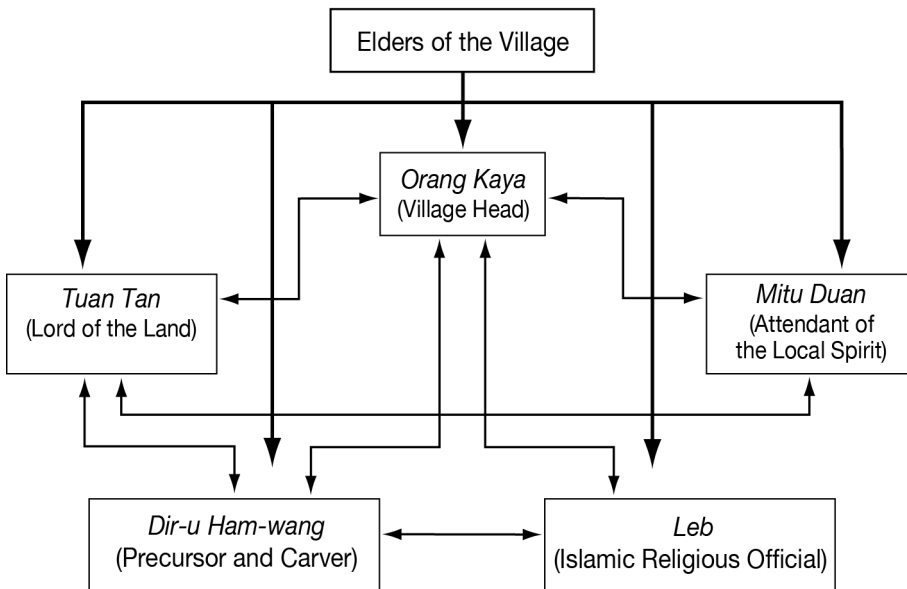 Elders of the Village
Orang Kaya
(Village Head)
Tuan Tan
(Lord of the Land)
Mitu Duan
(Attendant of
the Local Spirit)
Dir-u Ham-wang
(Precursor and Carver)
Leb
(Islamic Religious Official)